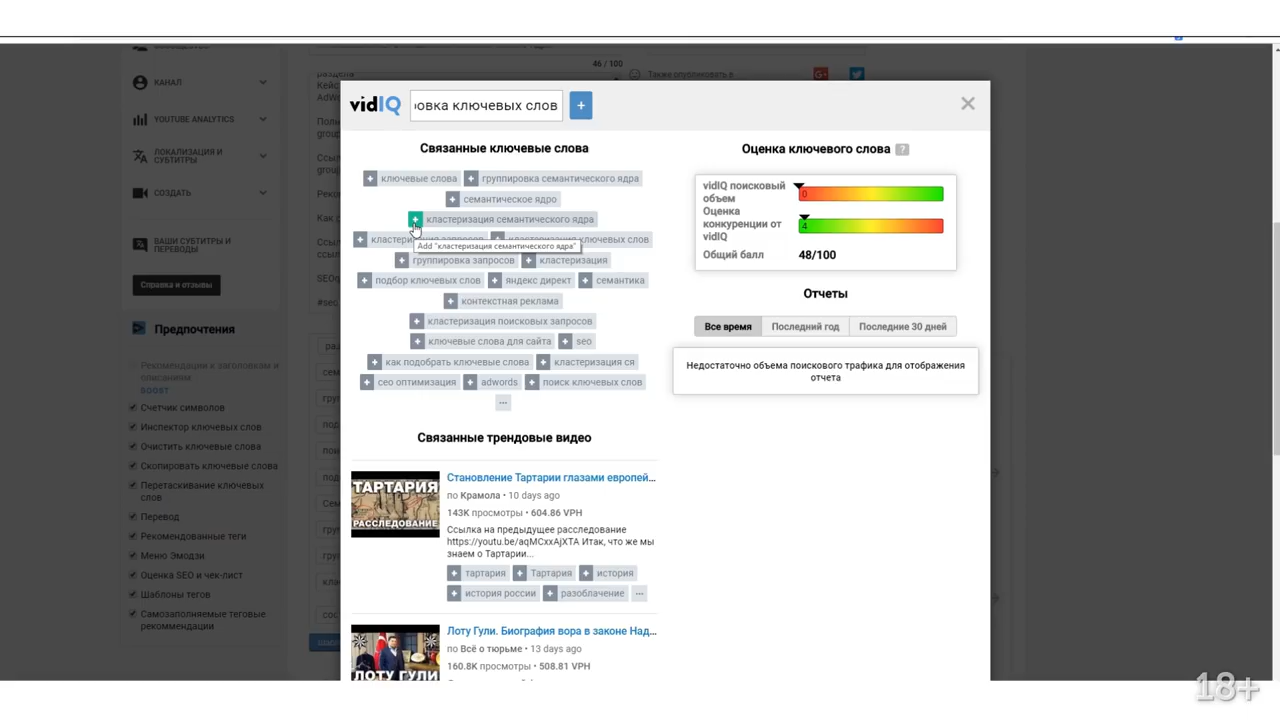 46 / 100
Также опубликовать в
раздела
КАНАЛ
YOUTUBE ANALYTICS
ЛОКАЛИЗАЦИЯ И
СУБТИТРЫ
СОЗДАТЬ
ВАШИ СУБТИТРЫ И
ПЕРЕВОДЫ
Справка и отзывы
Предпочтения
Рекомендации к заголовкам и
описаниям
BOOST
Счетчик символов
Инспектор ключевых слов
Очистить ключевые слова
Скопировать ключевые слова
Перетаскивание ключевых
слов
Перевод
Рекомендованные теги
Меню Эмодзи
Оценка SEO и чек-лист
Шаблоны тегов
Самозаполняемые теговые
рекоммендации
vidIQ
овка ключевых слов
+
Связанные ключевые слова
+ ключевые слова + группировка семантического ядра
+ семантическое ядро
+ кластеризация семантического ядра
Add "кластеризация семантического ядра"
+ группировка запросов + кластеризация
+ подбор ключевых слов + яндекс директ + семантика
+ контекстная реклама
+ кластеризация поисковых запросов
+ ключевые слова для сайта + seo
+ как подобрать ключевые слова + кластеризация ся
+ сео оптимизация + adwords + поиск ключевых слов
...
Связанные трендовые видео
ТАРТАРИЯ
РАССЛЕДОВАНИЕ
Становление Тартарии глазами европей...
по Крамола • 10 days ago
143K просмотры • 604.86 VPH
Ссылка на предыдущее расследование
https://youtu.be/aqMCxxAjXTA Итак, что же мы
знаем о Тартарии...
+ тартария + Тартария + история
+ история россии + разоблачение ...
ЛОТУ ГУЛИ
Лоту Гули. Биография вора в законе Над...
по Всё о тюрьме • 13 days ago
160.8K просмотры • 508.81 VPH
Оценка ключевого слова ?
vidIQ поисковый
объем
0
Оценка
конкуренции от
vidIQ
4
Общий балл 48/100
Отчеты
Все время Последний год Последние 30 дней
Недостаточно объема поискового трафика для отображения
отчета
18+